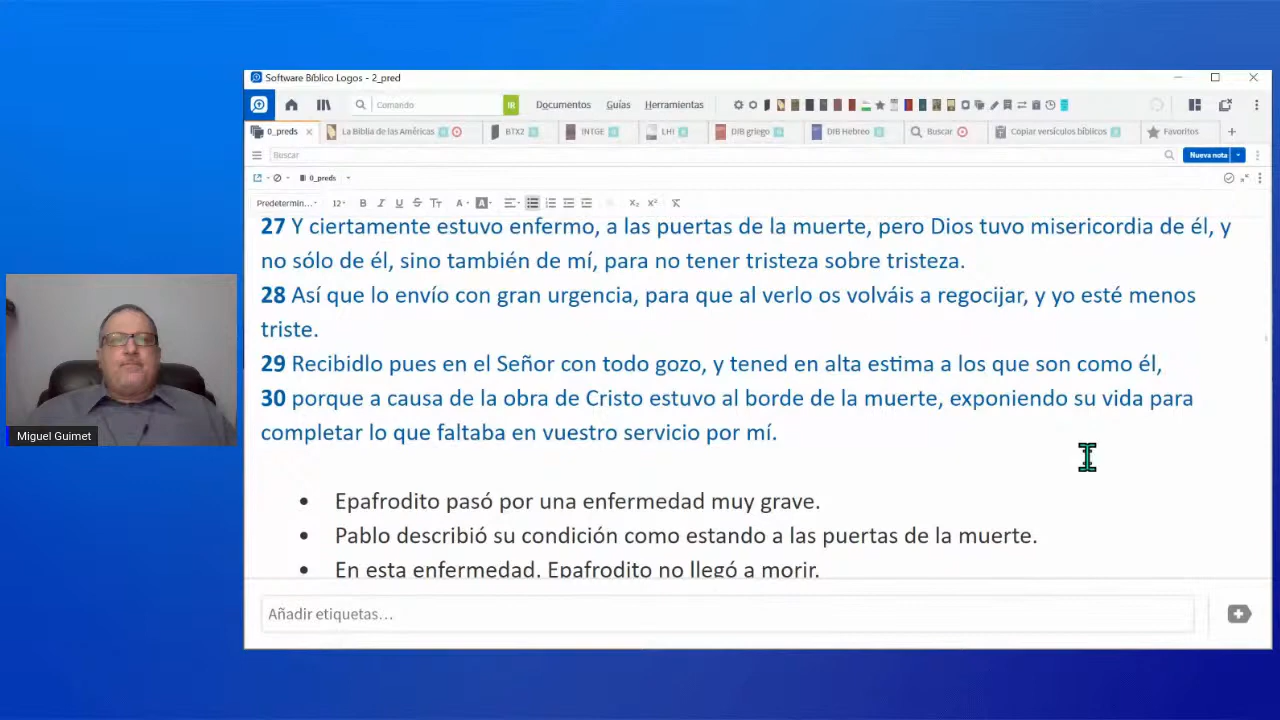 Software Bíblico Logos - 2_pred
Comando
IR
Documentos Guías Herramientas
0_preds La Biblia de las Américas BTX2 INTGE LHI DfB griego DfB Hebreo Buscar Copiar versículos bíblicos Favoritos
Buscar
Nueva nota
0_preds
Predetermin... 12
27 Y ciertamente estuvo enfermo, a las puertas de la muerte, pero Dios tuvo misericordia de él, y
no sólo de él, sino también de mí, para no tener tristeza sobre tristeza.
28 Así que lo envío con gran urgencia, para que al verlo os volváis a regocijar, y yo esté menos
triste.
29 Recibidlo pues en el Señor con todo gozo, y tened en alta estima a los que son como él,
30 porque a causa de la obra de Cristo estuvo al borde de la muerte, exponiendo su vida para
completar lo que faltaba en vuestro servicio por mí.
Miguel Guimet
• Epafrodito pasó por una enfermedad muy grave.
• Pablo describió su condición como estando a las puertas de la muerte.
• En esta enfermedad. Epafrodito no llegó a morir.
Añadir etiquetas…